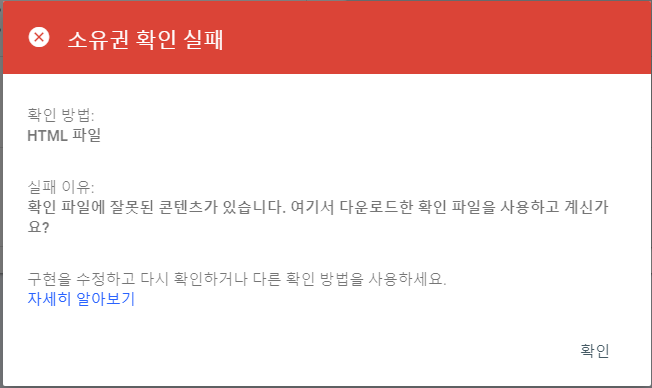 소유권 확인 실패
확인 방법:
HTML 파일
실패 이유:
확인 파일에 잘못된 콘텐츠가 있습니다. 여기서 다운로드한 확인 파일을 사용하고 계신가
요?
구현을 수정하고 다시 확인하거나 다른 확인 방법을 사용하세요.
자세히 알아보기
확인